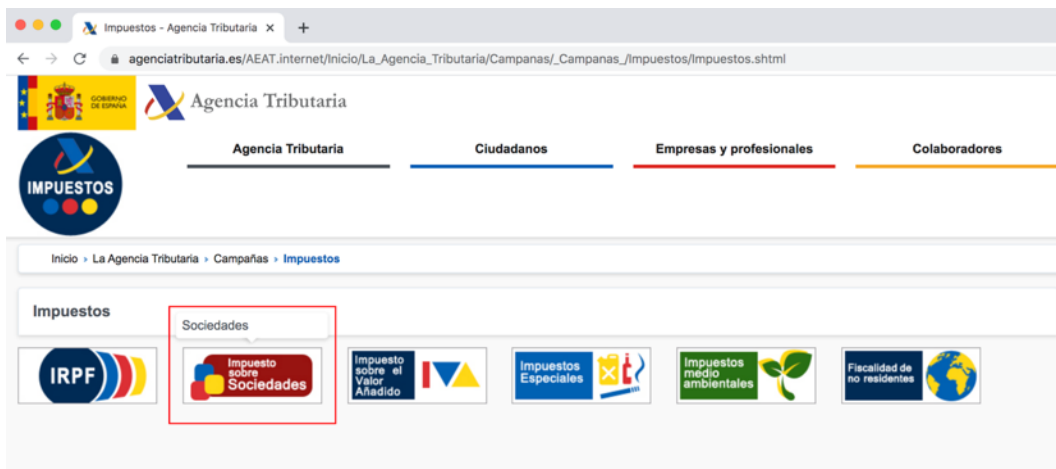 Impuestos - Agencia Tributaria
agenciatributaria.es/AEAT.internet/Inicio/La_Agencia_Tributaria/Campanas/_Campanas_/Impuestos/Impuestos.shtml
GOBIERNO
DE ESPAÑA
Agencia Tributaria
Agencia Tributaria
Ciudadanos
Empresas y profesionales
Colaboradores
IMPUESTOS
Inicio › La Agencia Tributaria › Campañas › Impuestos
Impuestos
Sociedades
IRPF
Impuesto
sobre
Sociedades
Impuesto
sobre el
Valor
Añadido
IVA
Impuestos
Especiales
Impuestos
medio
ambientales
Fiscalidad de
no residentes